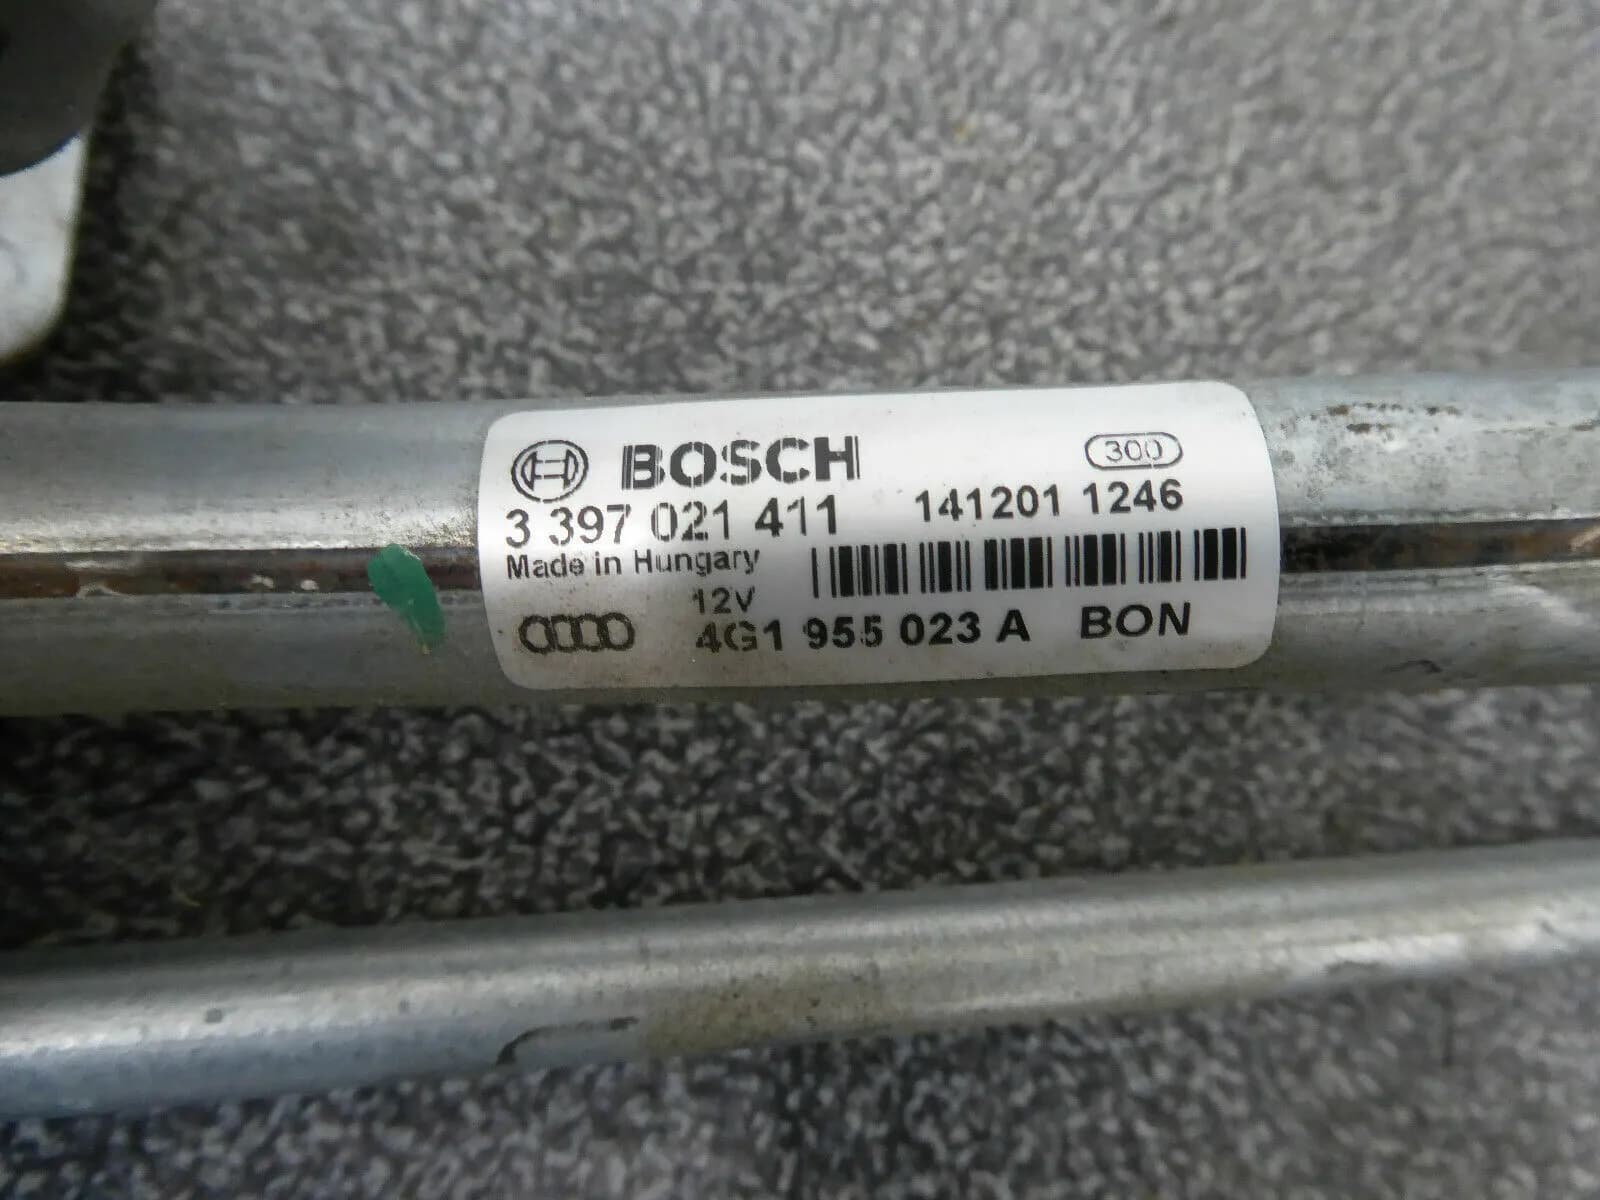 BOSCH 300
3 397 021 411 141201 1246
Made in Hungary
12V
4G1 955 023 A BON